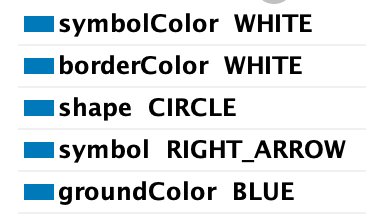 symbolColor WHITE
borderColor WHITE
shape CIRCLE
symbol RIGHT_ARROW
groundColor BLUE